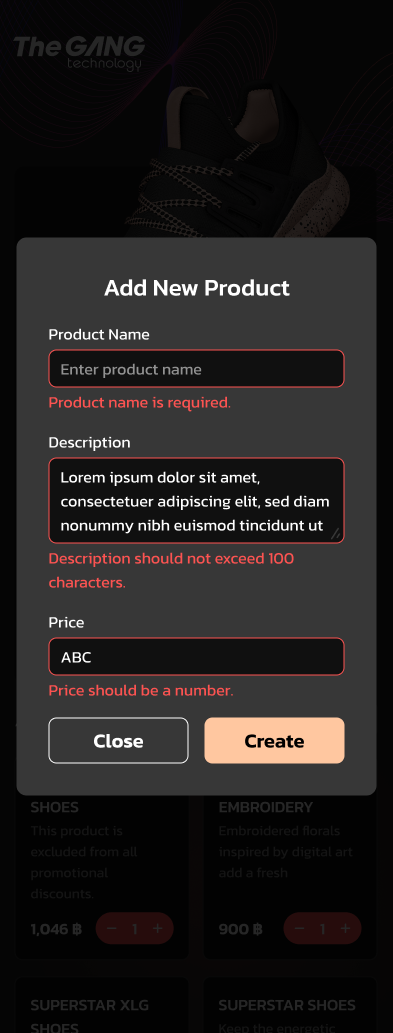 The GANG
technology
Add New Product
Product Name
Enter product name
Product name is required.
Description
Lorem ipsum dolor sit amet,
consectetuer adipiscing elit, sed diam
nonummy nibh euismod tincidunt ut
Description should not exceed 100
characters.
Price
ABC
Price should be a number.
Close
Create
SHOES
This product is
excluded from all
promotional
discounts.
1,046 ฿
− 1 +
EMBROIDERY
Embroidered florals
inspired by digital art
add a fresh
900 ฿
− 1 +
SUPERSTAR XLG
SHOES
SUPERSTAR SHOES
Keep the energetic